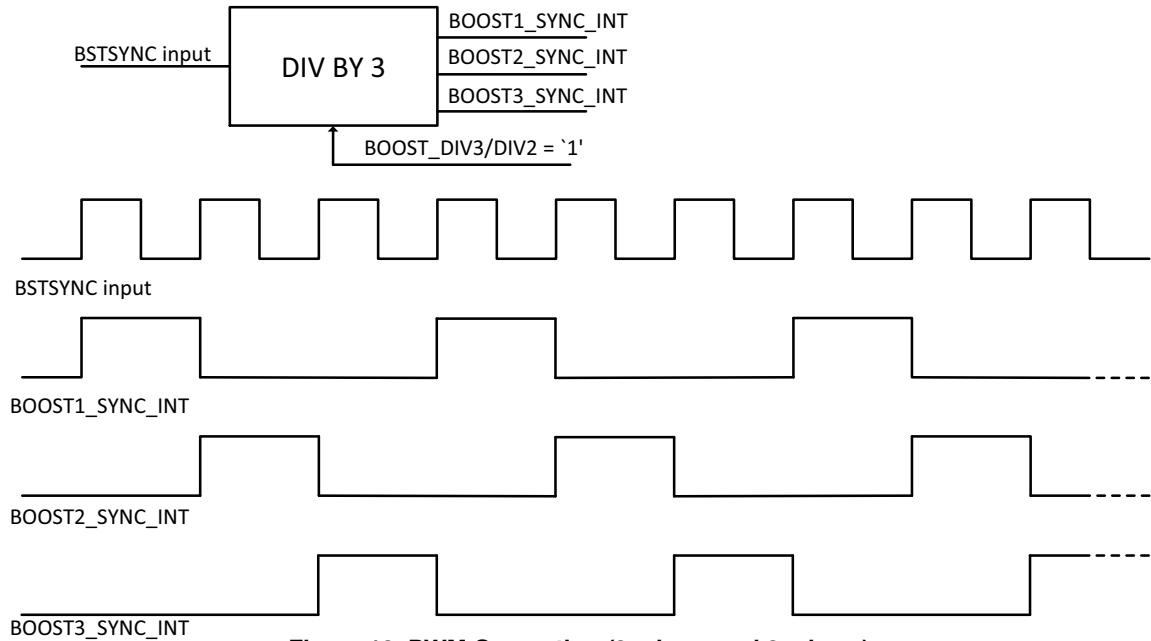 BOOST1_SYNC_INT
BSTSYNC input
DIV BY 3
BOOST2_SYNC_INT
BOOST3_SYNC_INT
BOOST_DIV3/DIV2 = `1'
BSTSYNC input
BOOST1_SYNC_INT
BOOST2_SYNC_INT
BOOST3_SYNC_INT